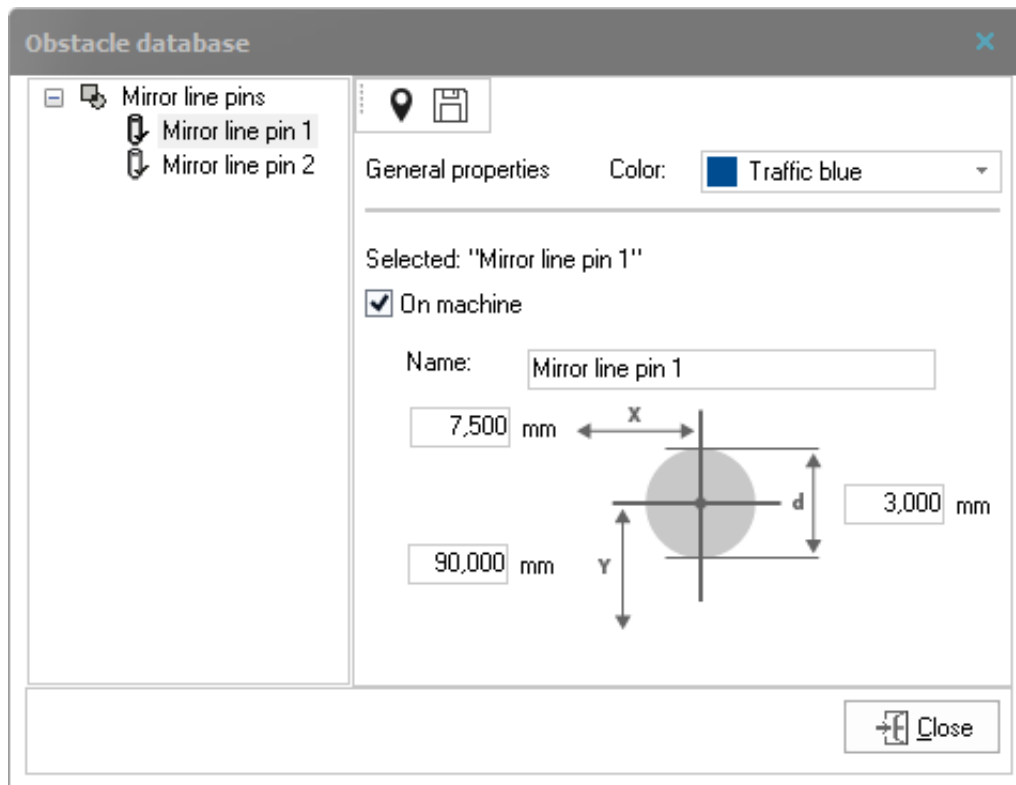 Obstacle database
Mirror line pins
Mirror line pin 1
Mirror line pin 2
General properties Color: Traffic blue
Selected: "Mirror line pin 1"
On machine
Name: Mirror line pin 1
7,500 mm X
d 3,000 mm
90,000 mm Y
Close